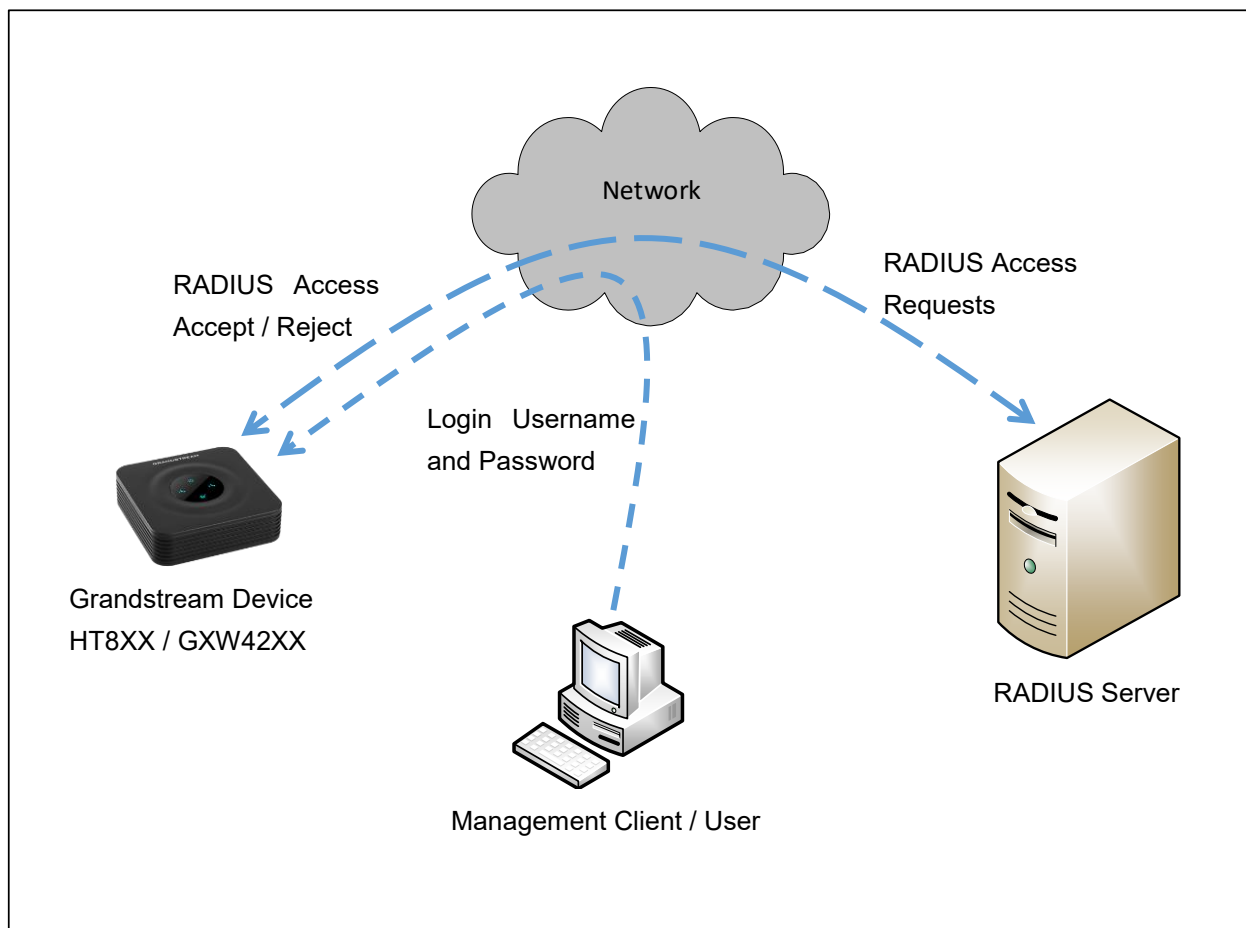 Network
RADIUS Access
Accept / Reject
RADIUS Access
Requests
Login Username
and Password
GRANDSTREAM
Grandstream Device
HT8XX / GXW42XX
RADIUS Server
Management Client / User